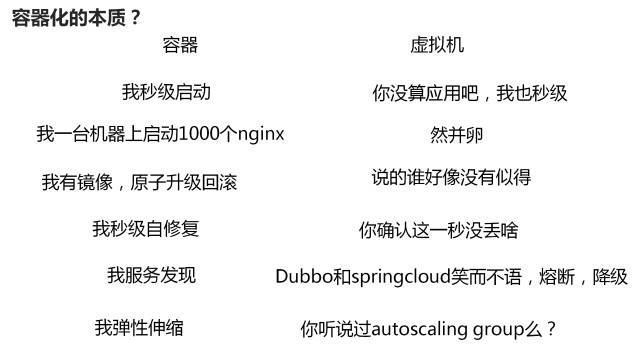 容器化的本质？
容器 虚拟机
我秒级启动 你没算应用吧，我也秒级
我一台机器上启动1000个nginx 然并卵
我有镜像，原子升级回滚 说的谁好像没有似得
我秒级自修复 你确认这一秒没丢啥
我服务发现 Dubbo和springcloud笑而不语，熔断，降级
我弹性伸缩 你听说过autoscaling group么？